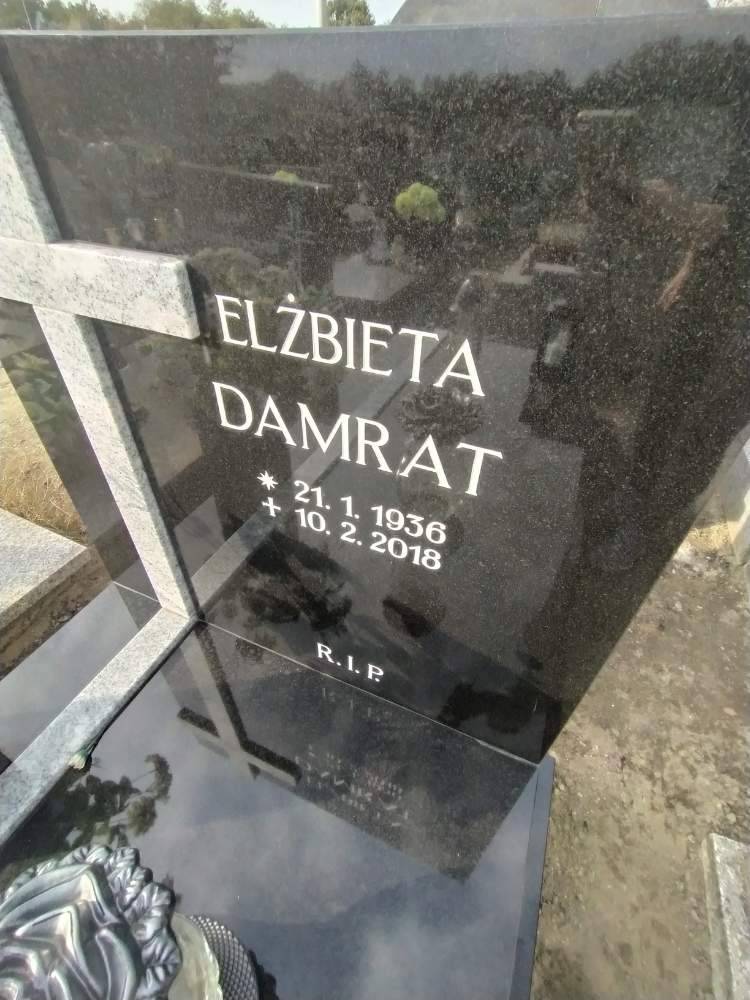 ELŻBIETA
DAMRAT
* 21. 1. 1936
+ 10. 2. 2018
R. I. P.